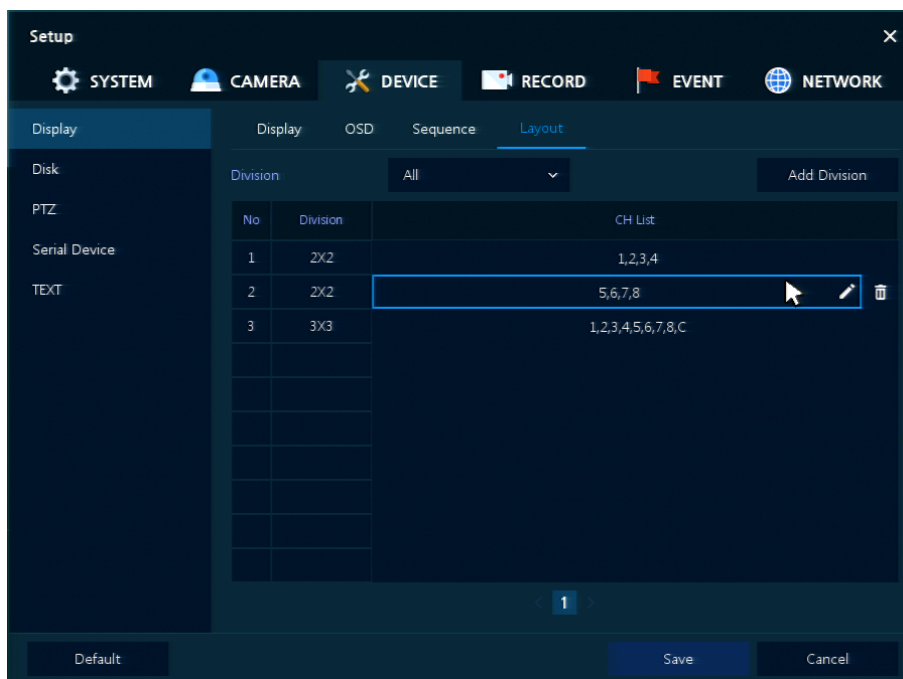 Setup
SYSTEM CAMERA DEVICE RECORD EVENT NETWORK
Display Display OSD Sequence Layout
Disk Division All Add Division
PTZ No Division CH List
Serial Device 1 2X2 1,2,3,4
TEXT 2 2X2 5,6,7,8
3 3X3 1,2,3,4,5,6,7,8,C
1
Default Save Cancel